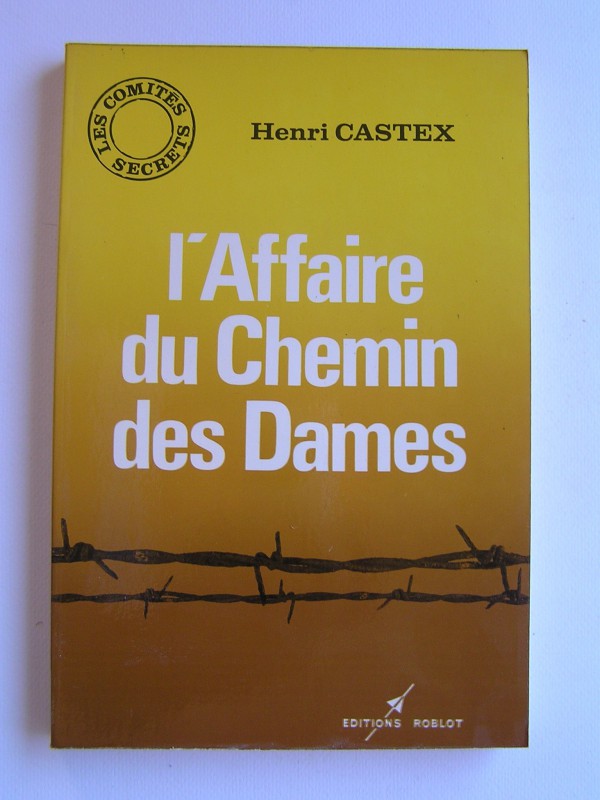 LES COMITÉS
SECRETS
Henri CASTEX
l'Affaire
du Chemin
des Dames
EDITIONS ROBLOT